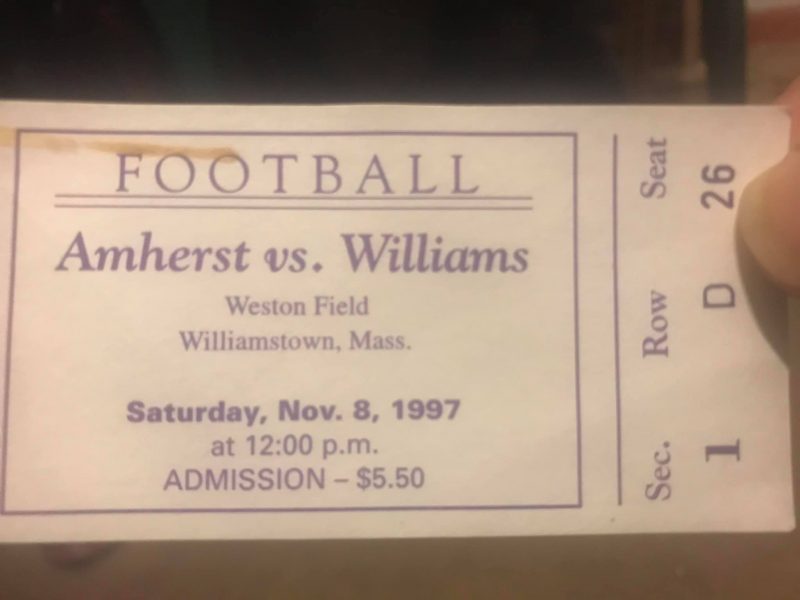 FOOTBALL
Amherst vs. Williams
Weston Field
Williamstown, Mass.
Saturday, Nov. 8, 1997
at 12:00 p.m.
ADMISSION – $5.50
Sec. Row Seat
1 D 26